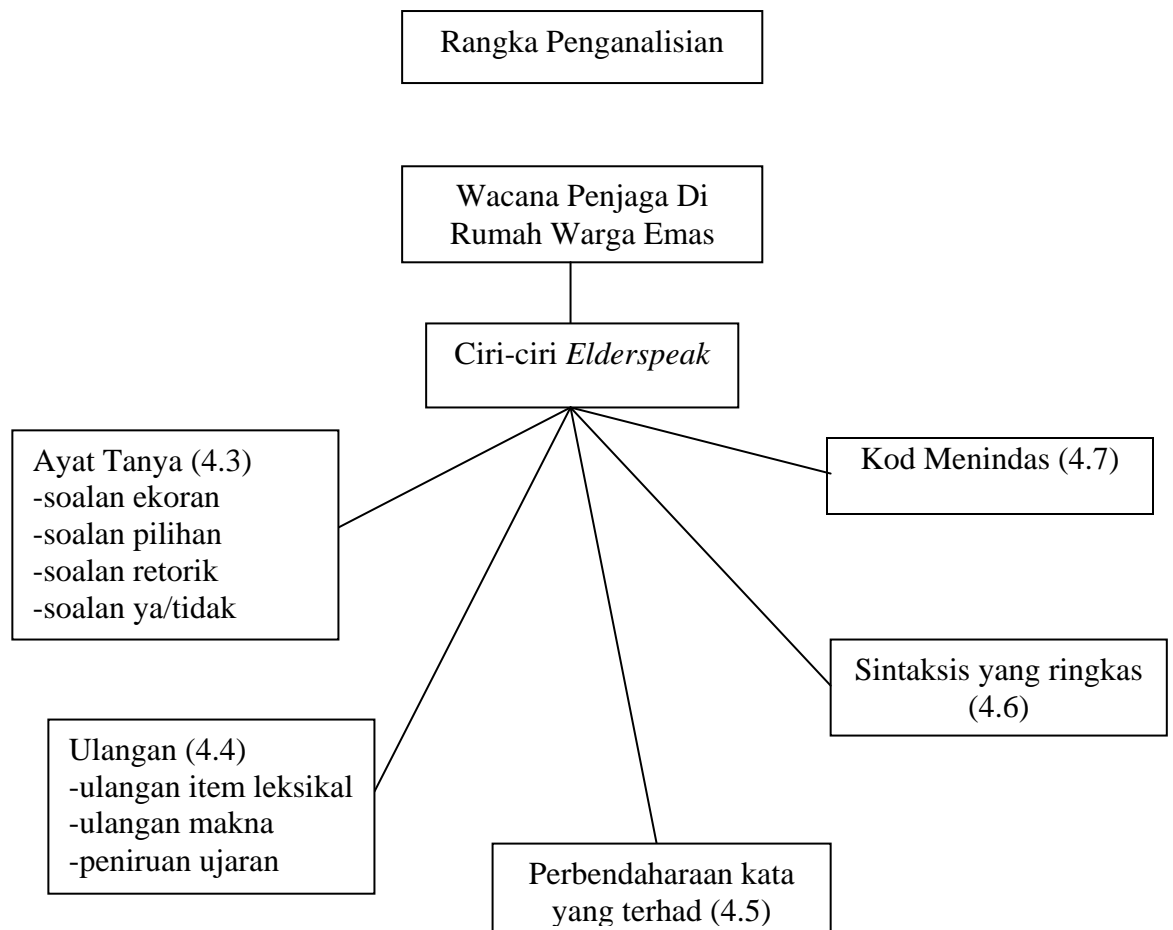 Rangka Penganalisian
Wacana Penjaga Di
Rumah Warga Emas
Ciri-ciri Elderspeak
Ayat Tanya (4.3)
-soalan ekoran
-soalan pilihan
-soalan retorik
-soalan ya/tidak
Kod Menindas (4.7)
Sintaksis yang ringkas
(4.6)
Ulangan (4.4)
-ulangan item leksikal
-ulangan makna
-peniruan ujaran
Perbendaharaan kata
yang terhad (4.5)